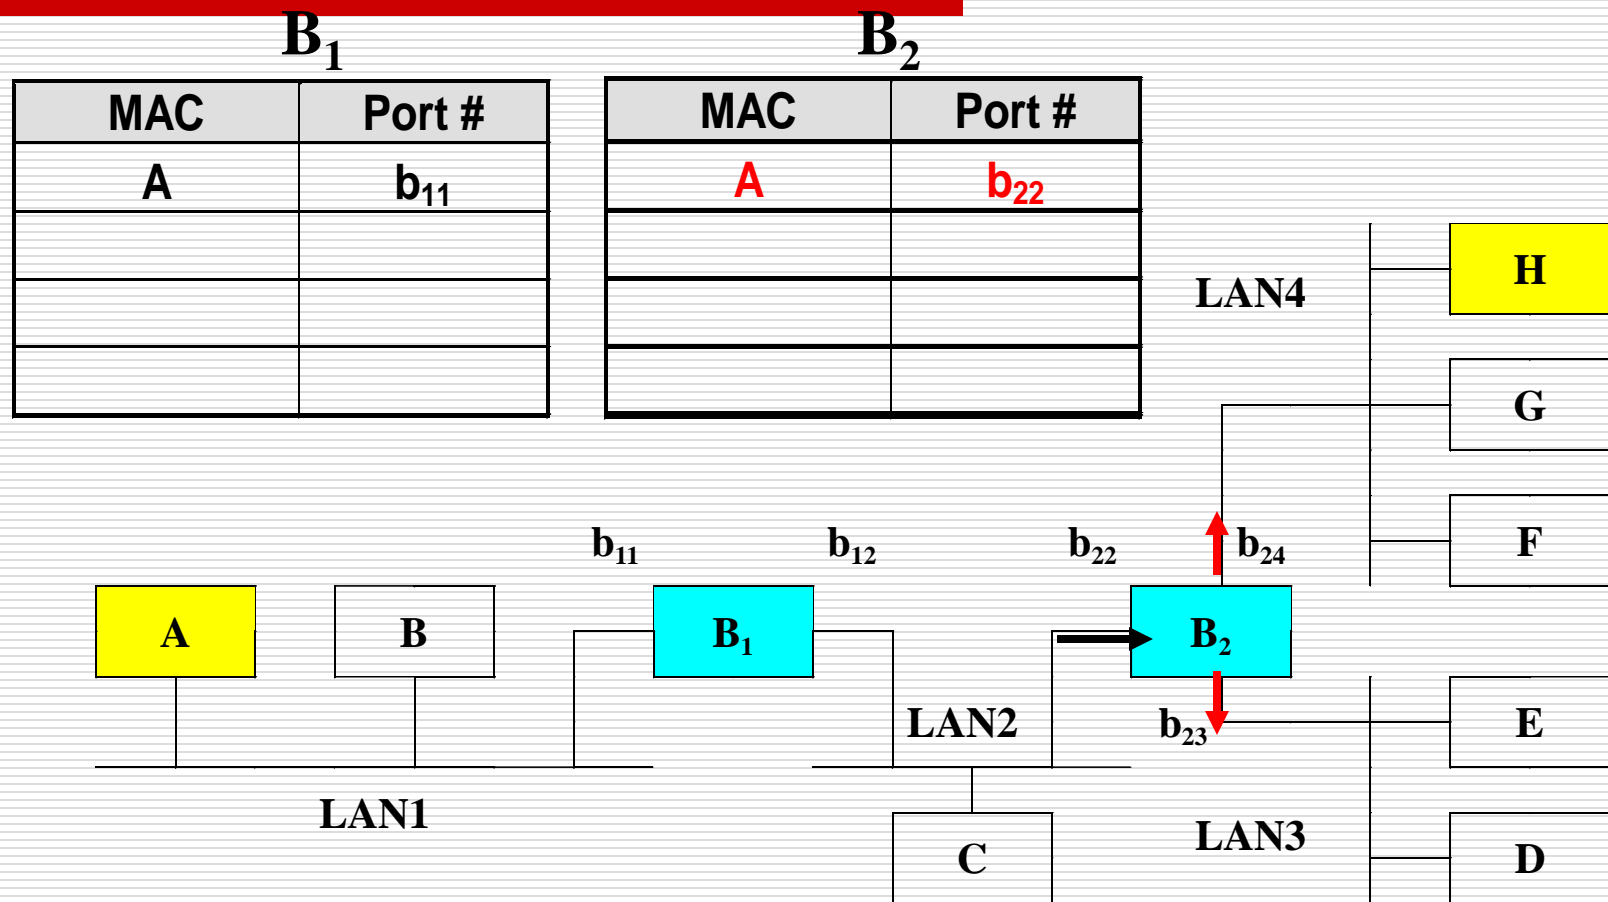 B₁ B₂
MAC Port # MAC Port #
A b₁₁ A b₂₂
H
LAN4
G
b₁₁ b₁₂ b₂₂ b₂₄ F
A B B₁ B₂
LAN2 b₂₃ E
LAN1 LAN3
C D